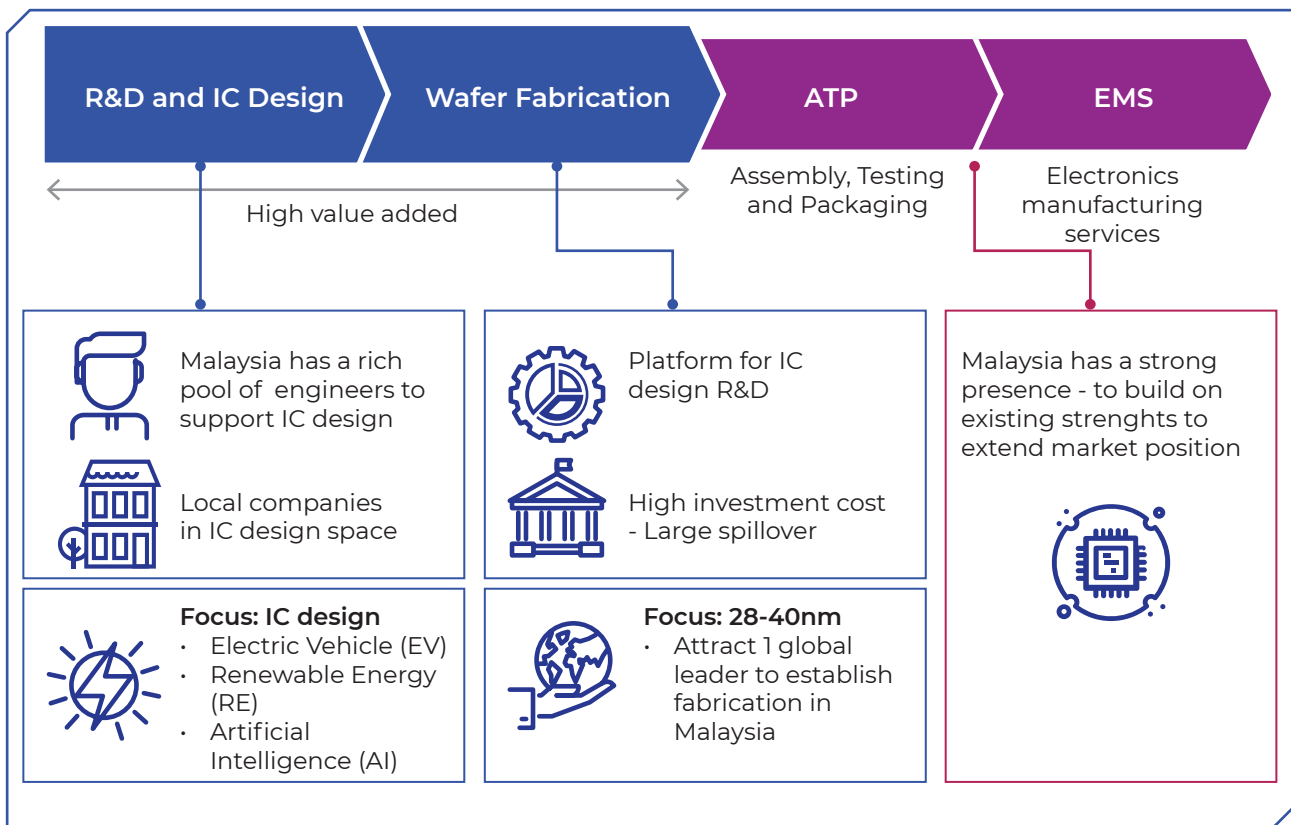 R&D and IC Design
Wafer Fabrication
ATP
EMS
High value added
Assembly, Testing
and Packaging
Electronics
manufacturing
services
Malaysia has a rich
pool of engineers to
support IC design
Local companies
in IC design space
Focus: IC design
• Electric Vehicle (EV)
• Renewable Energy
(RE)
• Artificial
Intelligence (AI)
Platform for IC
design R&D
High investment cost
- Large spillover
Focus: 28-40nm
• Attract 1 global
leader to establish
fabrication in
Malaysia
Malaysia has a strong
presence - to build on
existing strenghts to
extend market position